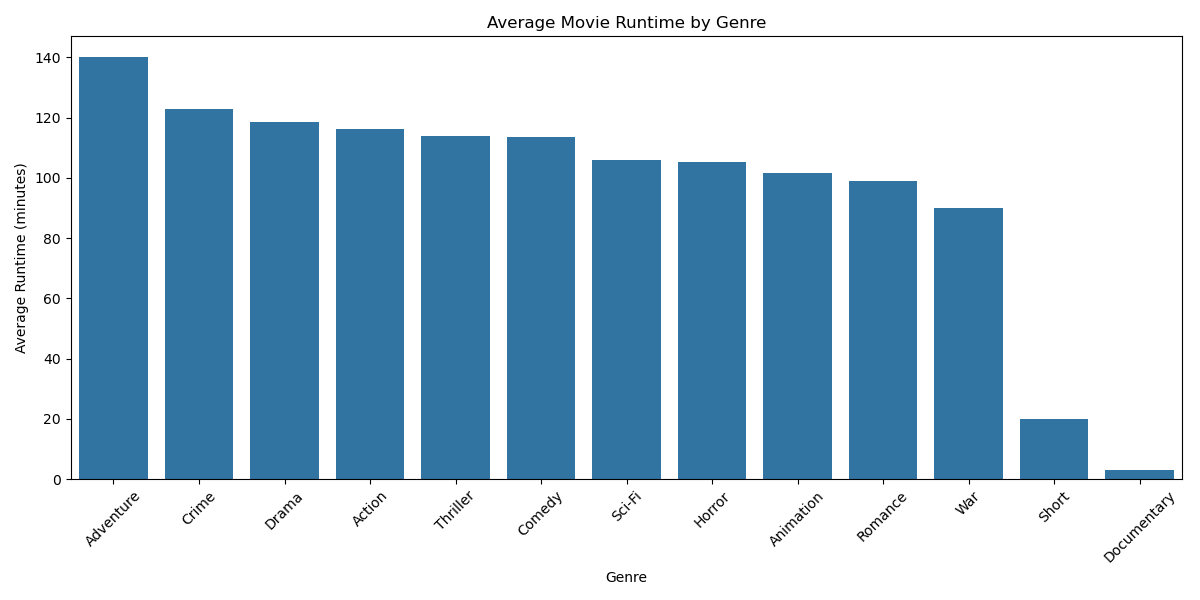 Average Movie Runtime by Genre
Average Runtime (minutes)
140
120
100
80
60
40
20
0
Adventure
Crime
Drama
Action
Thriller
Comedy
Sci-Fi
Horror
Animation
Romance
War
Short
Documentary
Genre